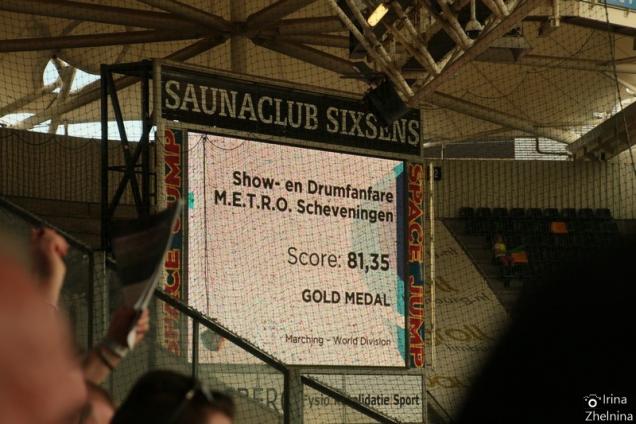 SAUNACLUB SIXSENS
SPACE JUMP
Show- en Drumfanfare
M.E.T.R.O. Scheveningen
Score: 81,35
GOLD MEDAL
Marching - World Division
SPACE JUMP
Sport
Irina
Zhelnina